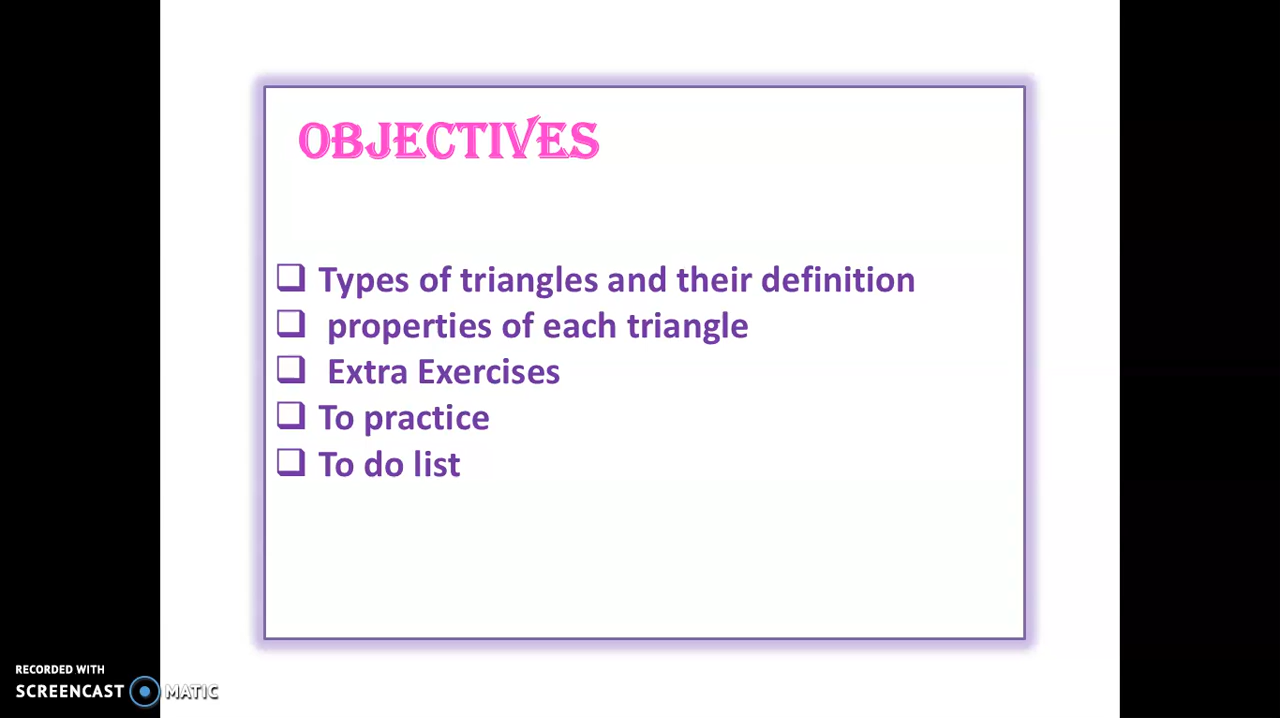 OBJECTIVES
Types of triangles and their definition
properties of each triangle
Extra Exercises
To practice
To do list
RECORDED WITH
SCREENCAST MATIC